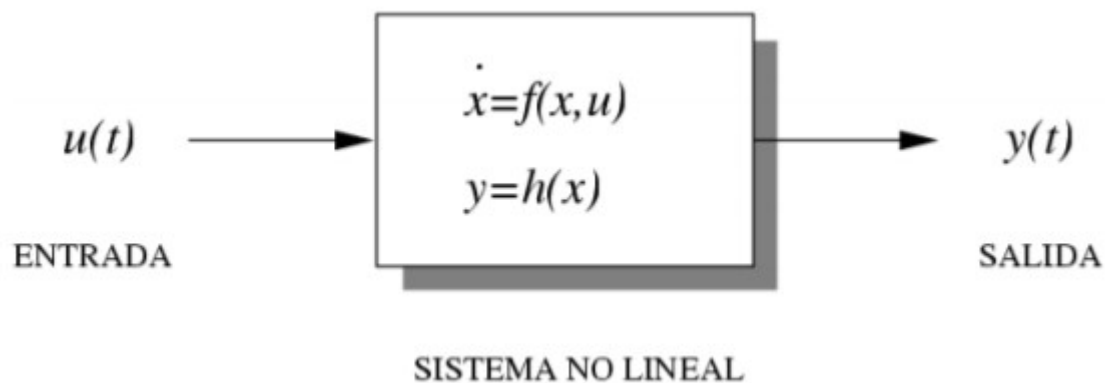 ẋ=f(x,u)
u(t)
y(t)
y=h(x)
ENTRADA
SALIDA
SISTEMA NO LINEAL